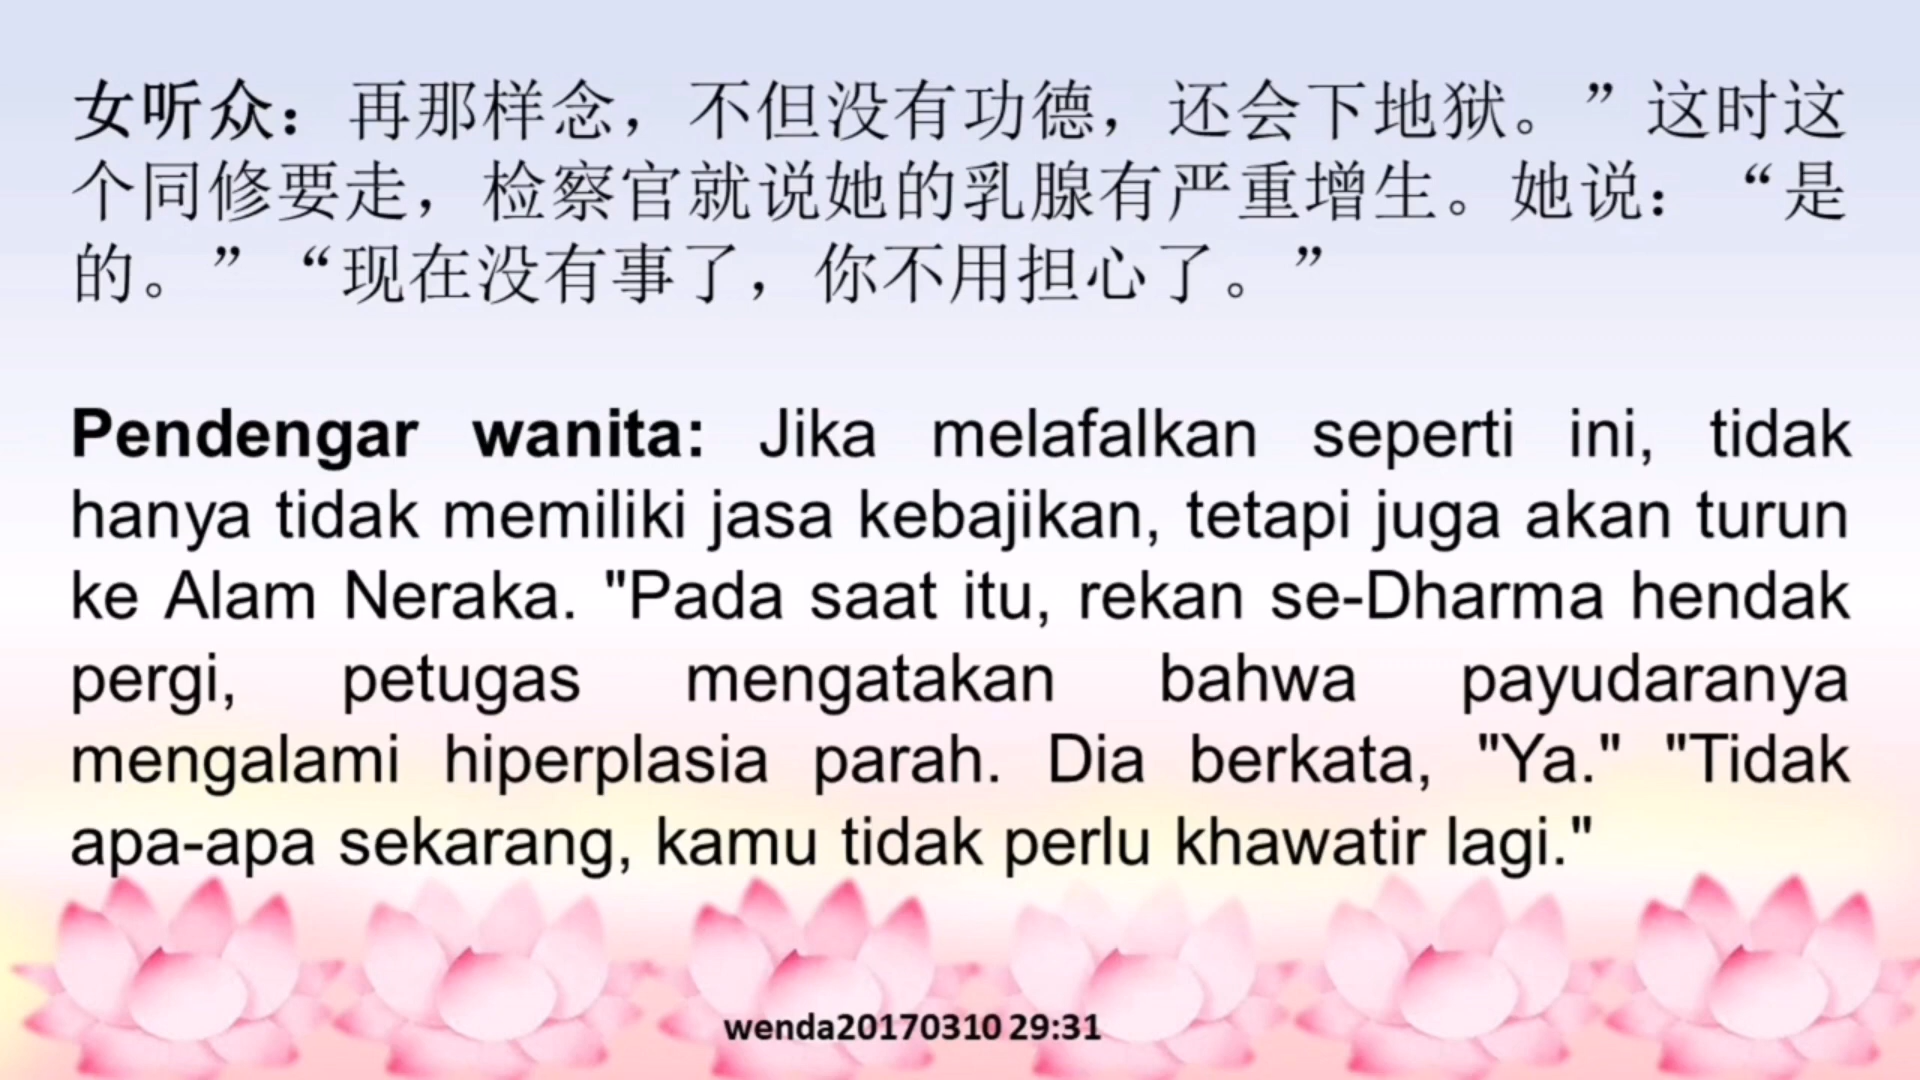 女听众：再那样念，不但没有功德，还会下地狱。”这时这
个同修要走，检察官就说她的乳腺有严重增生。她说：“是
的。”“现在没有事了，你不用担心了。”
Pendengar wanita: Jika melafalkan seperti ini, tidak
hanya tidak memiliki jasa kebajikan, tetapi juga akan turun
ke Alam Neraka. "Pada saat itu, rekan se-Dharma hendak
pergi, petugas mengatakan bahwa payudaranya
mengalami hiperplasia parah. Dia berkata, "Ya." "Tidak
apa-apa sekarang, kamu tidak perlu khawatir lagi."
wenda20170310 29:31